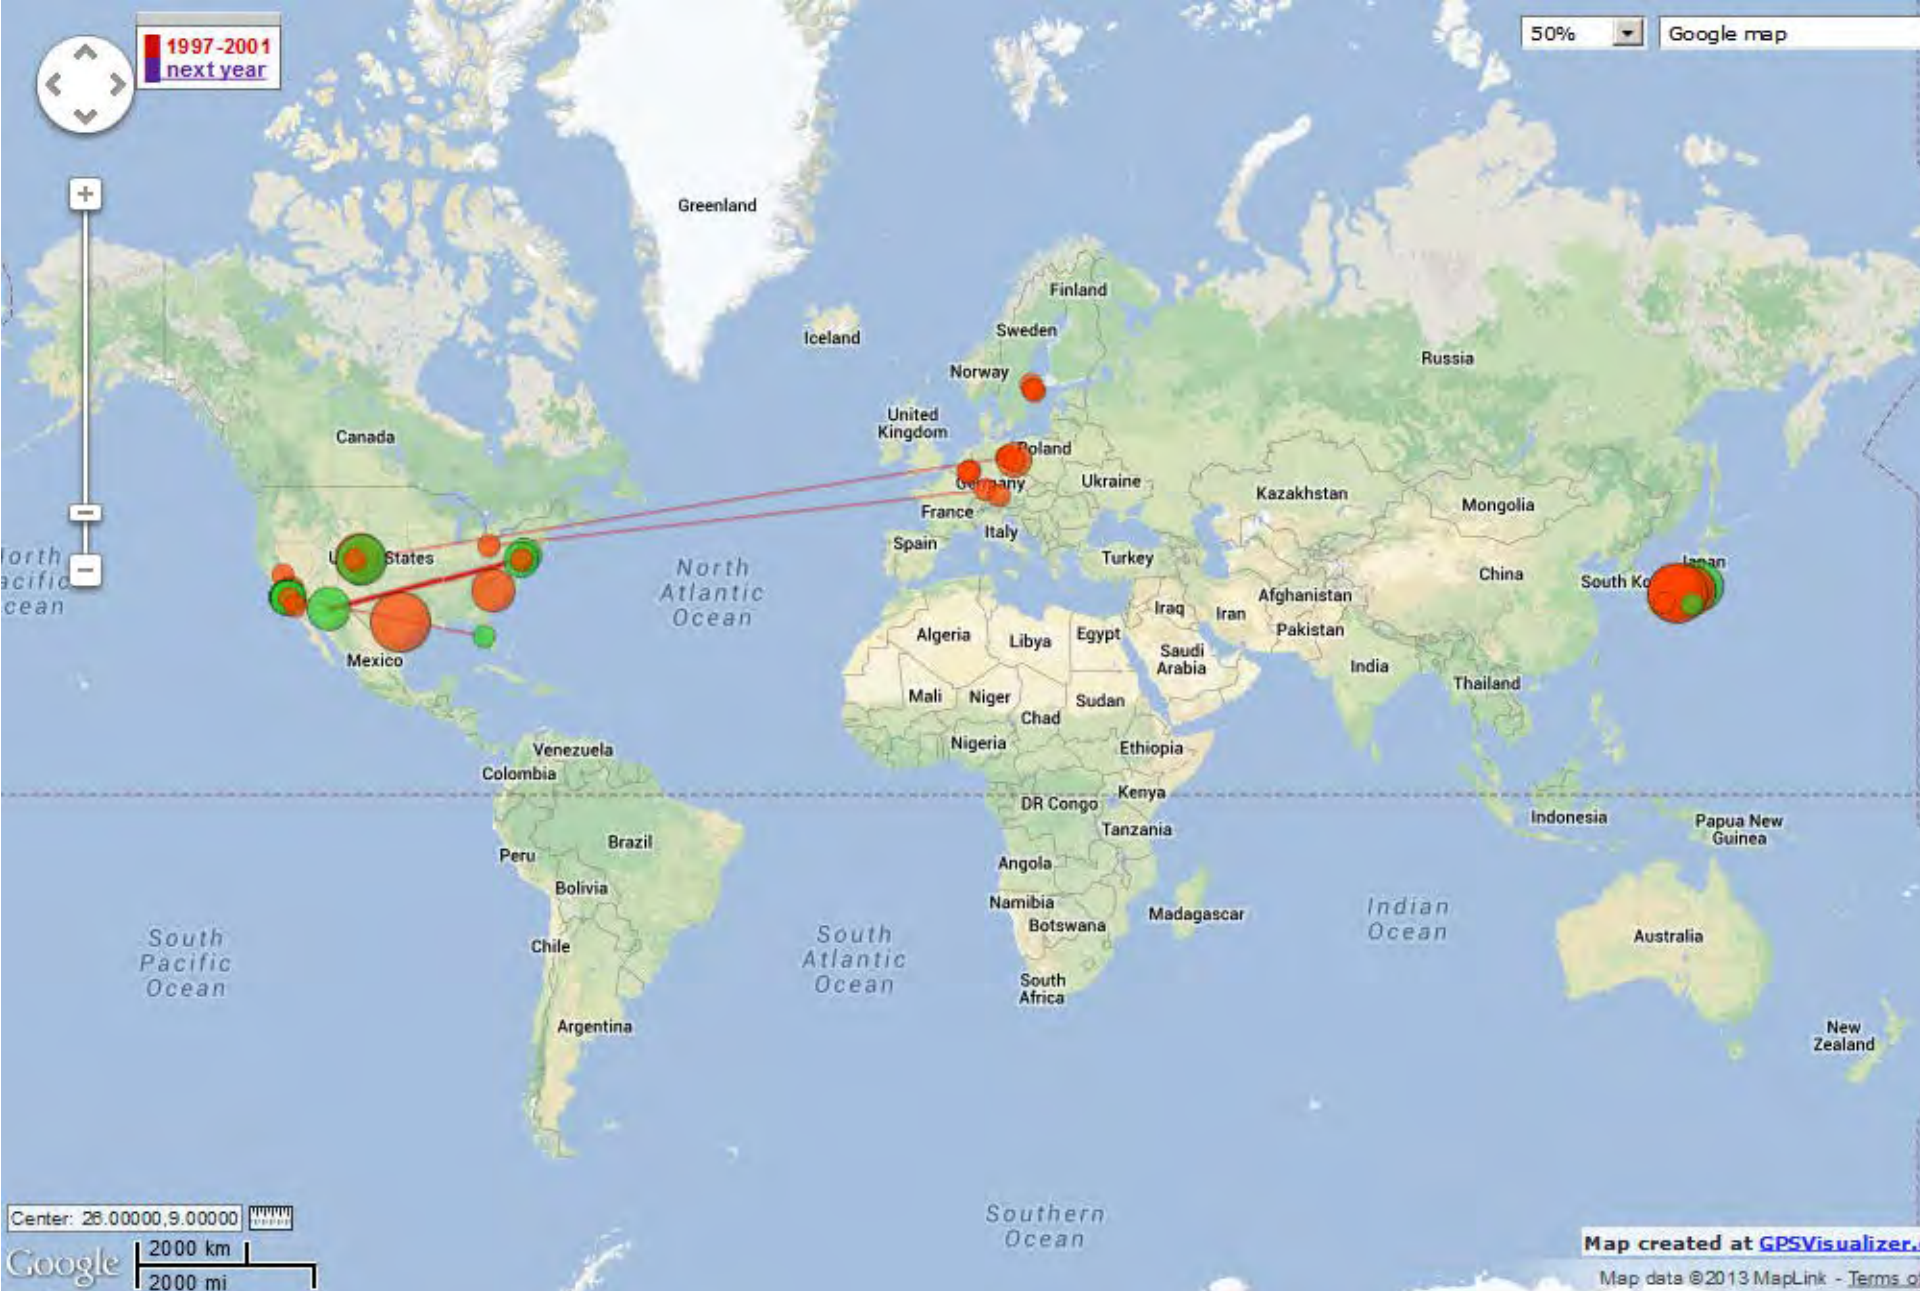 1997-2001
next year
50%
Google map
Greenland
Finland
Iceland
Sweden
Russia
Norway
United
Kingdom
Canada
Poland
Ukraine
Kazakhstan
Mongolia
France
Italy
Spain
Turkey
States
China
Japan
South Ko
orth
acific
cean
North
Atlantic
Ocean
Afghanistan
Iraq
Iran
Pakistan
Algeria
Libya
Egypt
Saudi
Arabia
India
Mexico
Thailand
Mali
Niger
Sudan
Chad
Nigeria
Ethiopia
Venezuela
Colombia
Kenya
DR Congo
Indonesia
Papua New
Guinea
Tanzania
Brazil
Peru
Angola
Bolivia
Namibia
Botswana
Madagascar
Indian
Ocean
South
Pacific
Ocean
Chile
South
Atlantic
Ocean
Australia
South
Africa
Argentina
New
Zealand
Center: 26.00000,9.00000
Southern
Ocean
Google
2000 km
2000 mi
Map created at GPSVisualizer.
Map data ©2013 MapLink - Terms o